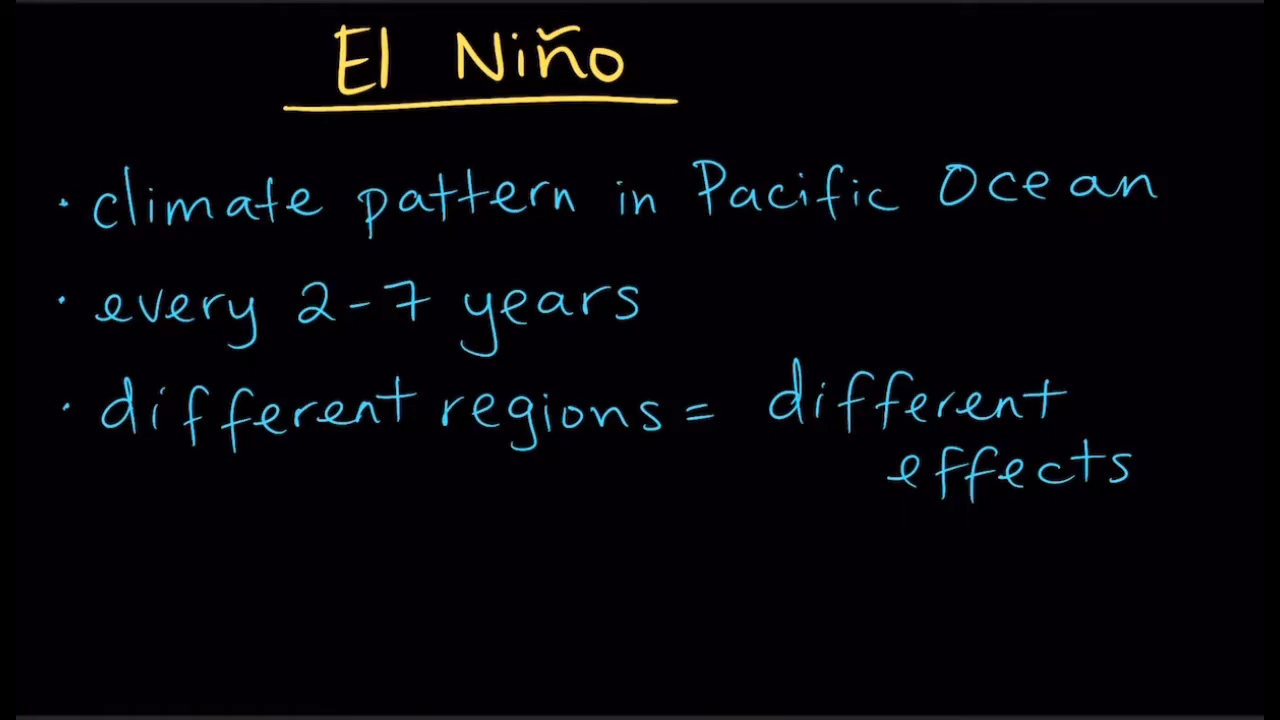 El Niño
· climate pattern in Pacific Ocean
· every 2-7 years
· different regions = different
effects